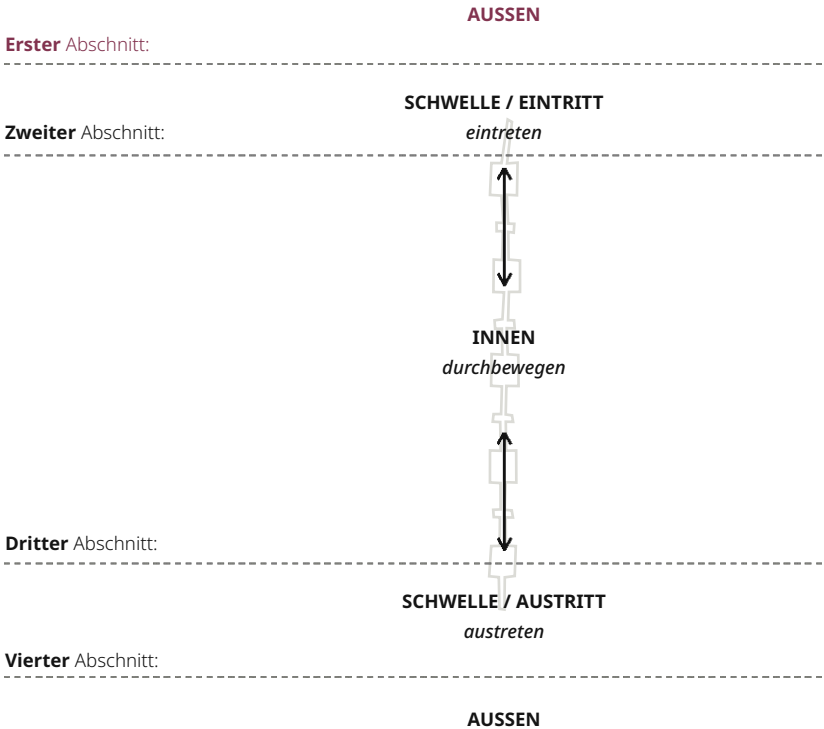 AUSSEN
Erster Abschnitt:
SCHWELLE / EINTRITT
Zweiter Abschnitt:
eintreten
INNEN
durchbewegen
Dritter Abschnitt:
SCHWELLE / AUSTRITT
austreten
Vierter Abschnitt:
AUSSEN